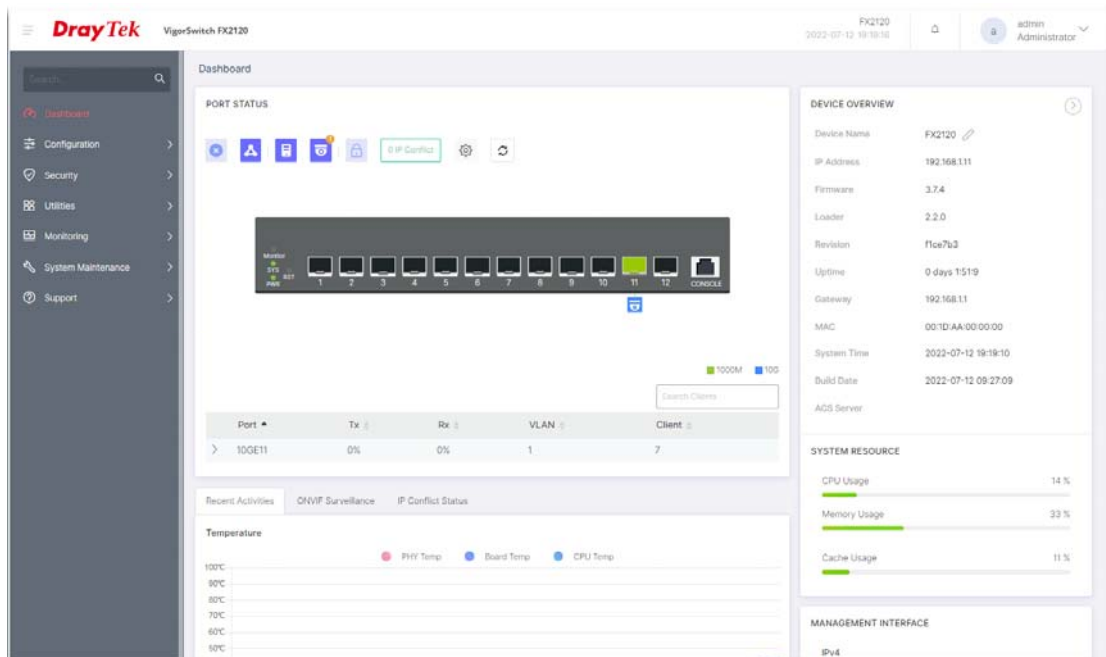 DrayTek VigorSwitch FX2120
FX2120
2022-07-12 19:19:16
a
admin
Administrator
Search...
Dashboard
Configuration
Security
Utilities
Monitoring
System Maintenance
Support
Dashboard
PORT STATUS
0 IP Conflict
Monitor
SYS
RST
PWR
1 2 3 4 5 6 7 8 9 10 11 12 CONSOLE
1000M 10G
Search Clients
Port Tx Rx VLAN Client
10GE11 0% 0% 1 7
Recent Activities ONVIF Surveillance IP Conflict Status
Temperature
PHY Temp Board Temp CPU Temp
100℃
90℃
80℃
70℃
60℃
50℃
DEVICE OVERVIEW
Device Name FX2120
IP Address 192.168.1.11
Firmware 3.7.4
Loader 2.2.0
Revision f1ce7b3
Uptime 0 days 1:51:9
Gateway 192.168.1.1
MAC 00:1D:AA:00:00:00
System Time 2022-07-12 19:19:10
Build Date 2022-07-12 09:27:09
ACS Server
SYSTEM RESOURCE
CPU Usage 14 %
Memory Usage 33 %
Cache Usage 11 %
MANAGEMENT INTERFACE
IPv4